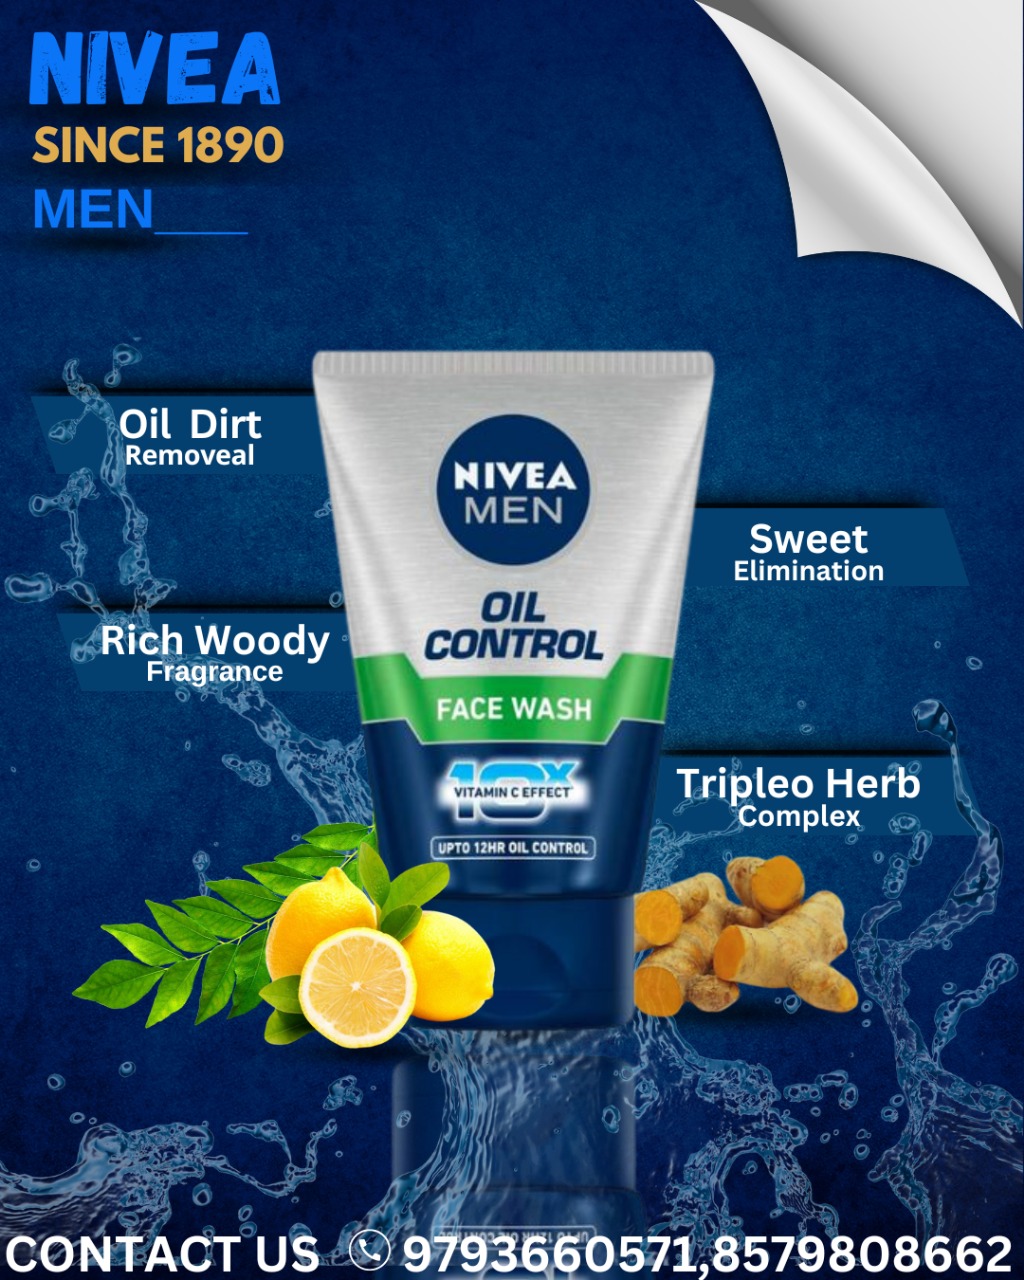 NIVEA
SINCE 1890
MEN____
Oil Dirt
Removeal
NIVEA
MEN
Sweet
Elimination
OIL
CONTROL
Rich Woody
Fragrance
FACE WASH
10X
VITAMIN C EFFECT
Tripleo Herb
Complex
UPTO 12HR OIL CONTROL
CONTACT US 9793660571,8579808662